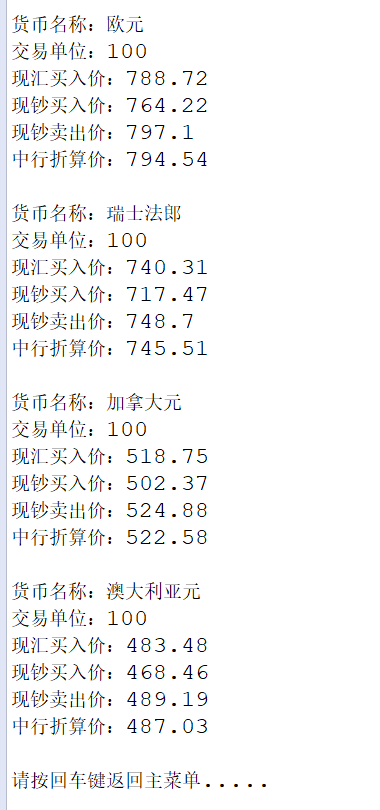 货币名称：欧元
交易单位：100
现汇买入价：788.72
现钞买入价：764.22
现钞卖出价：797.1
中行折算价：794.54
货币名称：瑞士法郎
交易单位：100
现汇买入价：740.31
现钞买入价：717.47
现钞卖出价：748.7
中行折算价：745.51
货币名称：加拿大元
交易单位：100
现汇买入价：518.75
现钞买入价：502.37
现钞卖出价：524.88
中行折算价：522.58
货币名称：澳大利亚元
交易单位：100
现汇买入价：483.48
现钞买入价：468.46
现钞卖出价：489.19
中行折算价：487.03
请按回车键返回主菜单.....